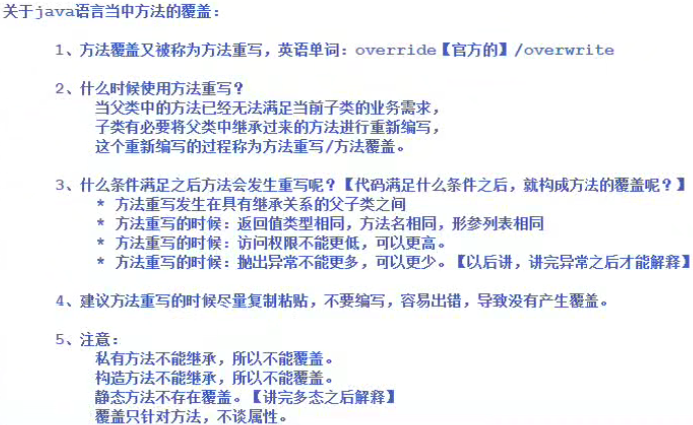 关于java语言当中方法的覆盖：
1、方法覆盖又被称为方法重写，英语单词：override【官方的】/overwrite
2、什么时候使用方法重写？
当父类中的方法已经无法满足当前子类的业务需求，
子类有必要将父类中继承过来的方法进行重新编写，
这个重新编写的过程称为方法重写/方法覆盖。
3、什么条件满足之后方法会发生重写呢？【代码满足什么条件之后，就构成方法的覆盖呢？】
* 方法重写发生在具有继承关系的父子类之间
* 方法重写的时候：返回值类型相同，方法名相同，形参列表相同
* 方法重写的时候：访问权限不能更低，可以更高。
* 方法重写的时候：抛出异常不能更多，可以更少。【以后讲，讲完异常之后才能解释】
4、建议方法重写的时候尽量复制粘贴，不要编写，容易出错，导致没有产生覆盖。
5、注意：
私有方法不能继承，所以不能覆盖。
构造方法不能继承，所以不能覆盖。
静态方法不存在覆盖。【讲完多态之后解释】
覆盖只针对方法，不谈属性。